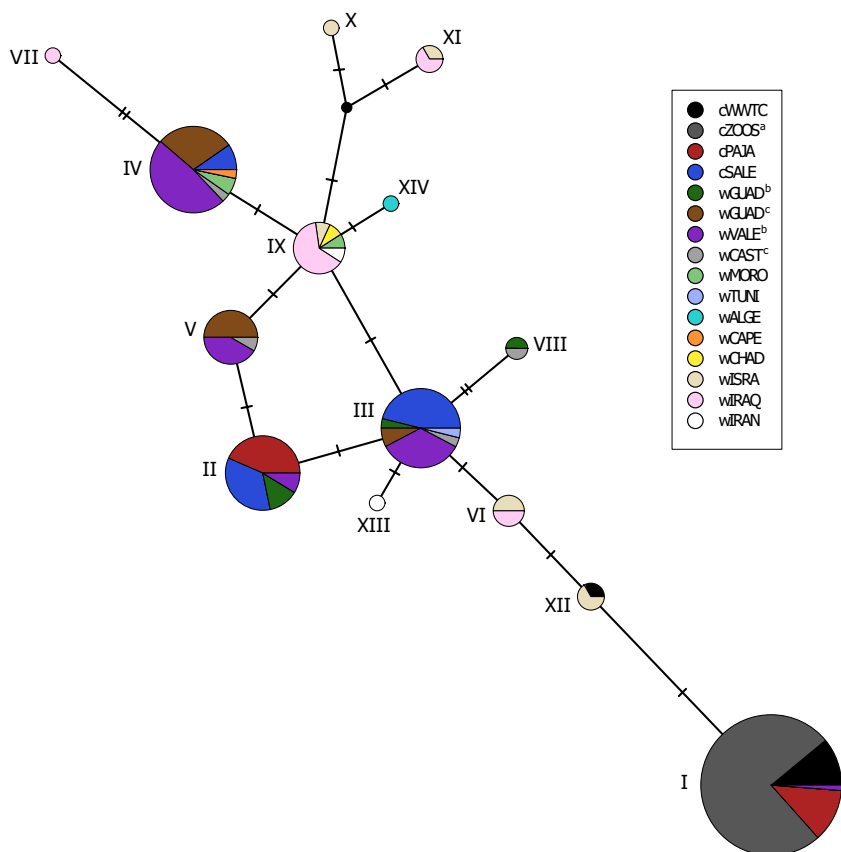 X
XI
VII
IV
XIV
IX
V
VIII
III
II
XIII
VI
XII
I
cWWTC
cZOOSᵃ
cPAJA
cSALE
wGUADᵇ
wGUADᶜ
wVALEᵇ
wCASTᶜ
wMORO
wTUNI
wALGE
wCAPE
wCHAD
wISRA
wIRAQ
wIRAN